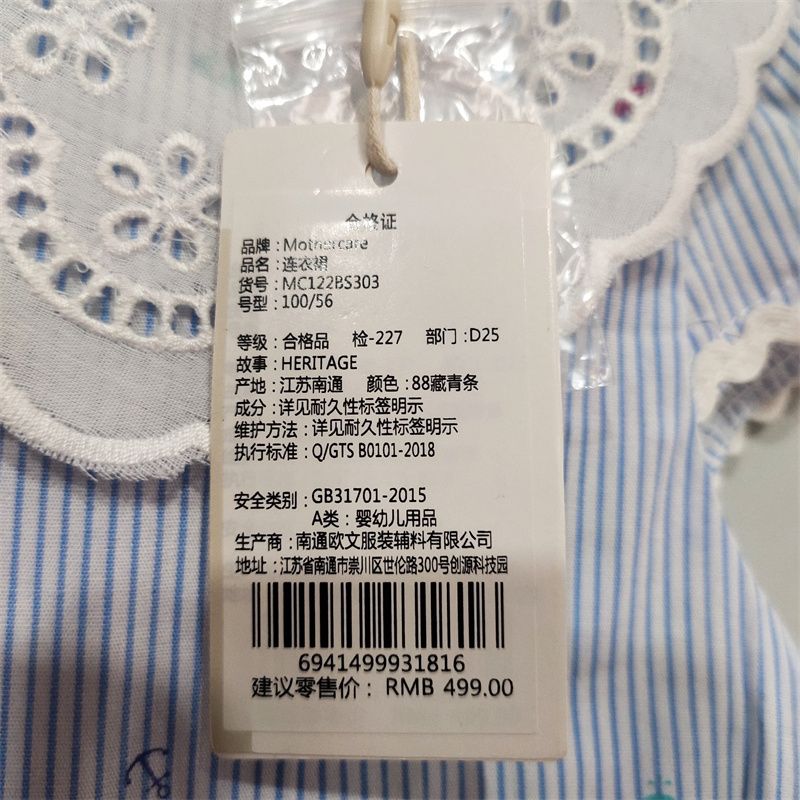 合格证
品牌：Mothercare
品名：连衣裙
货号：MC122BS303
号型：100/56
等级：合格品 检-227 部门：D25
故事：HERITAGE
产地：江苏南通 颜色：88藏青条
成分：详见耐久性标签明示
维护方法：详见耐久性标签明示
执行标准：Q/GTS B0101-2018
安全类别：GB31701-2015
A类：婴幼儿用品
生产商：南通欧文服装辅料有限公司
地址：江苏省南通市崇川区世伦路300号创源科技园
6941499931816
建议零售价：RMB 499.00